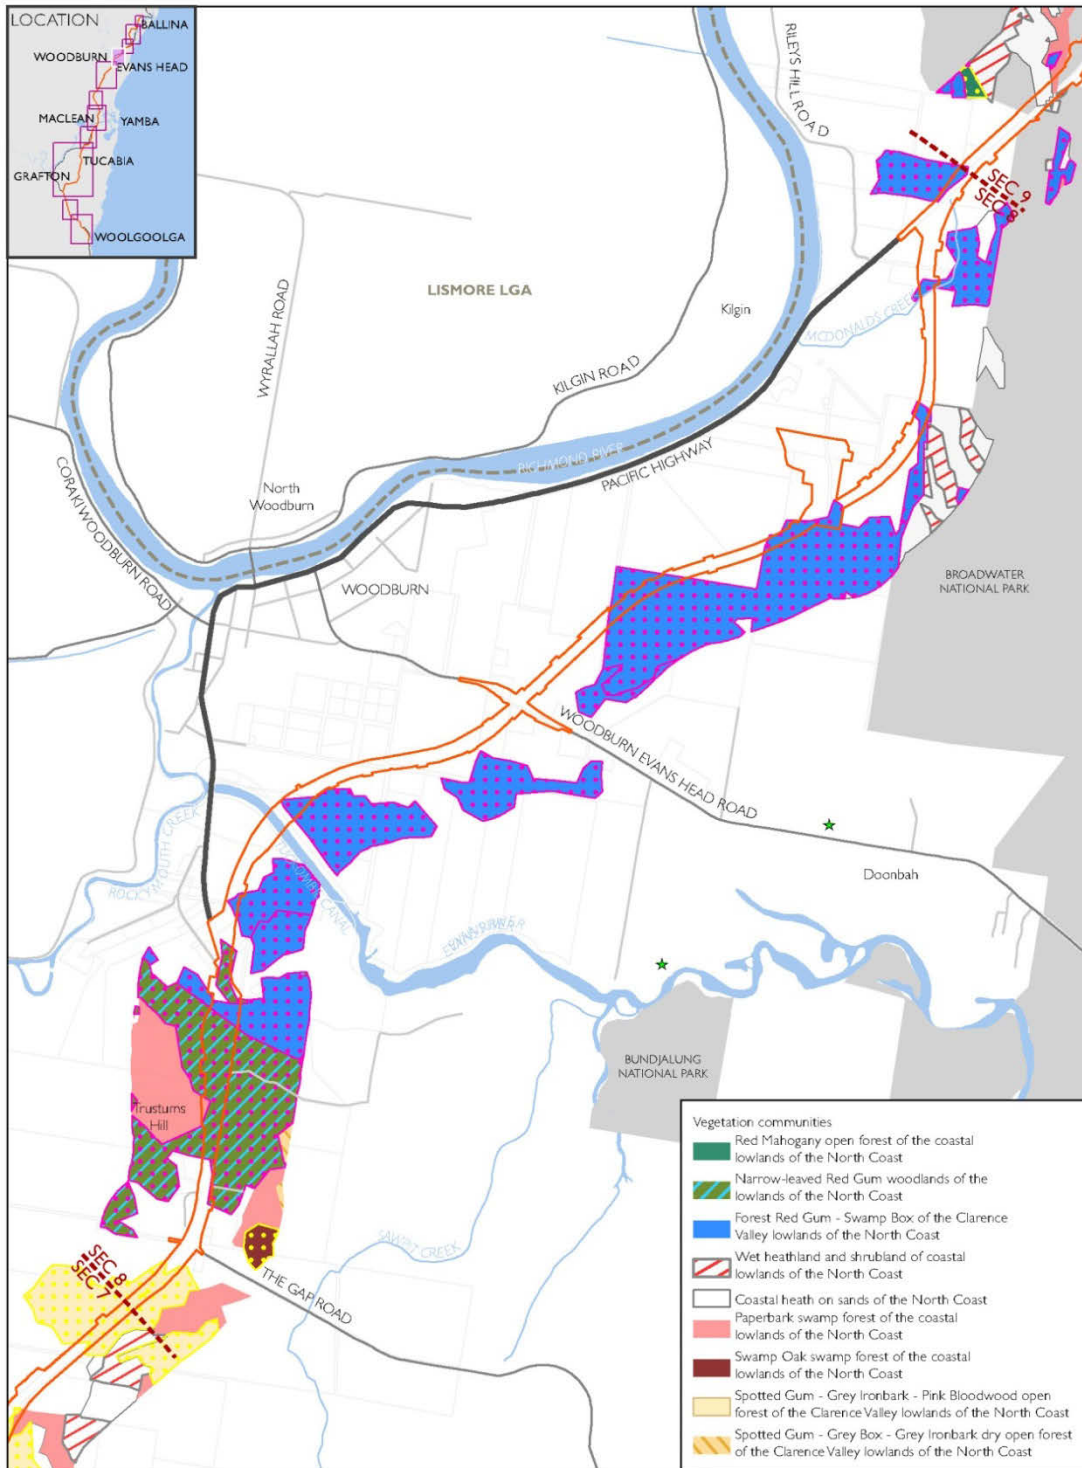 LOCATION
BALLINA
WOODBURN
EVANS HEAD
MACLEAN
YAMBA
TUCABIA
GRAFTON
WOOLGOOLGA
RILEYS HILL ROAD
SEC 9
SEC 8
LISMORE LGA
WYRALLAH ROAD
Kilgin
MCDONALDS CREEK
KILGIN ROAD
RICHMOND RIVER
PACIFIC HIGHWAY
North
Woodburn
CORAKI WOODBURN ROAD
WOODBURN
BROADWATER
NATIONAL PARK
WOODBURN EVANS HEAD ROAD
ROCKY MOUTH CREEK
CANAL
Doonbah
RIVER
BUNDJALUNG
NATIONAL PARK
Trustums
Hill
SAWPIT CREEK
THE GAP ROAD
SEC 8
SEC 7
Vegetation communities
Red Mahogany open forest of the coastal
lowlands of the North Coast
Narrow-leaved Red Gum woodlands of the
lowlands of the North Coast
Forest Red Gum - Swamp Box of the Clarence
Valley lowlands of the North Coast
Wet heathland and shrubland of coastal
lowlands of the North Coast
Coastal heath on sands of the North Coast
Paperbark swamp forest of the coastal
lowlands of the North Coast
Swamp Oak swamp forest of the coastal
lowlands of the North Coast
Spotted Gum - Grey Ironbark - Pink Bloodwood open
forest of the Clarence Valley lowlands of the North Coast
Spotted Gum - Grey Box - Grey Ironbark dry open forest
of the Clarence Valley lowlands of the North Coast